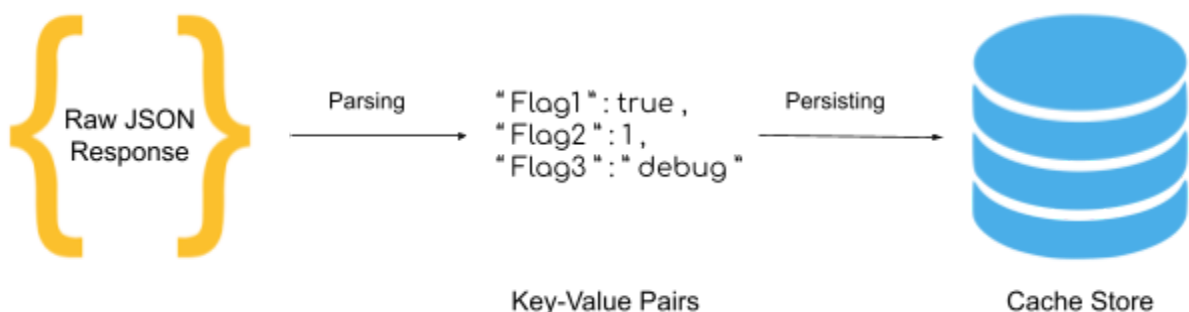 Raw JSON
Response
Parsing
"Flag1": true,
"Flag2": 1,
"Flag3": "debug"
Persisting
Key-Value Pairs
Cache Store